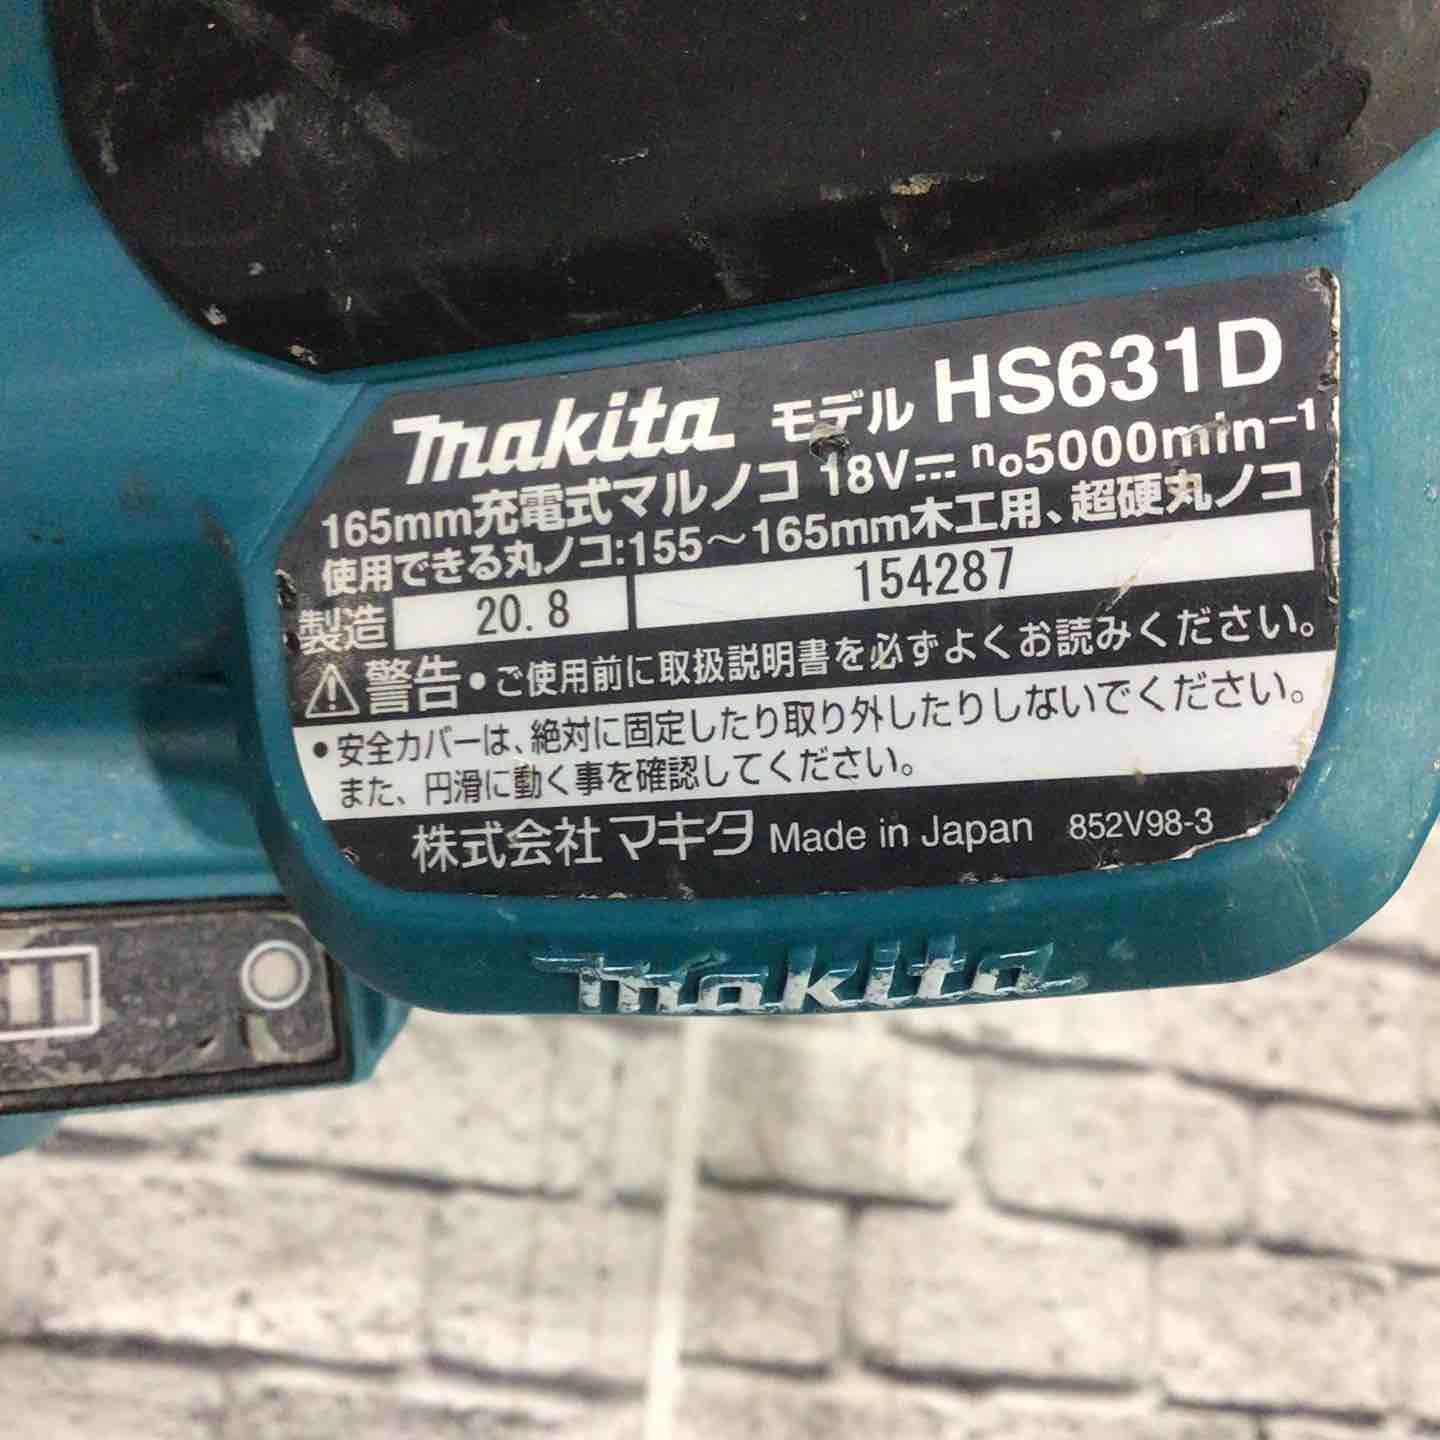 makita モデル HS631D
165mm充電式マルノコ 18V⎓ n₀5000min⁻¹
使用できる丸ノコ:155～165mm木工用、超硬丸ノコ
製造 20.8 154287
⚠警告・ご使用前に取扱説明書を必ずよくお読みください。
・安全カバーは、絶対に固定したり取り外したりしないでください。
また、円滑に動く事を確認してください。
株式会社マキタ Made in Japan 852V98-3
makita